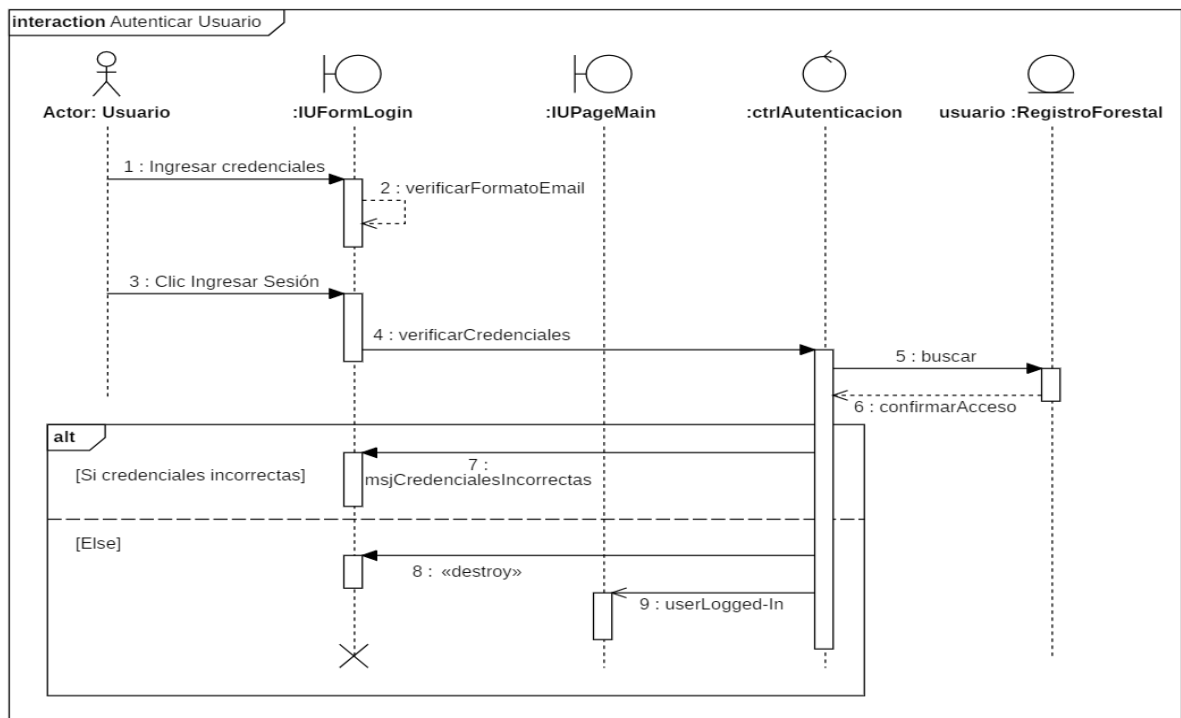 interaction Autenticar Usuario
Actor: Usuario
:IUFormLogin
:IUPageMain
:ctrlAutenticacion
usuario :RegistroForestal
1 : Ingresar credenciales
2 : verificarFormatoEmail
3 : Clic Ingresar Sesión
4 : verificarCredenciales
5 : buscar
6 : confirmarAcceso
alt
[Si credenciales incorrectas]
7 :
msjCredencialesIncorrectas
[Else]
8 : «destroy»
9 : userLogged-In